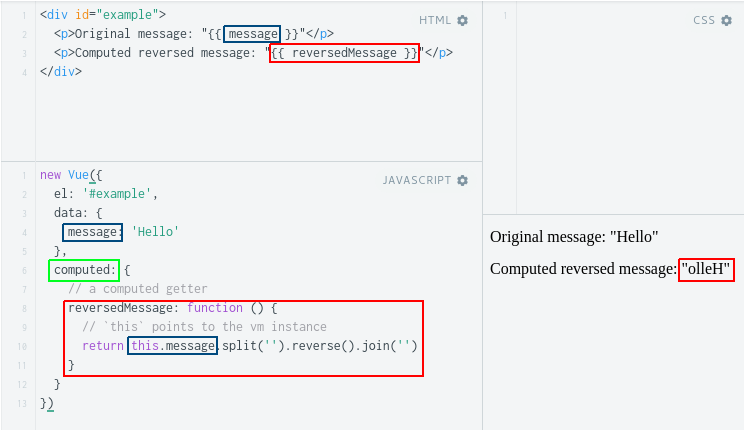 HTML
1 <div id="example">
2 <p>Original message: "{{ message }}"</p>
3 <p>Computed reversed message: "{{ reversedMessage }}"</p>
4 </div>
CSS
1
JAVASCRIPT
1 new Vue({
2 el: '#example',
3 data: {
4 message: 'Hello'
5 },
6 computed: {
7 // a computed getter
8 reversedMessage: function () {
9 // `this` points to the vm instance
10 return this.message.split('').reverse().join('')
11 }
12 }
13 })
Original message: "Hello"
Computed reversed message: "olleH"